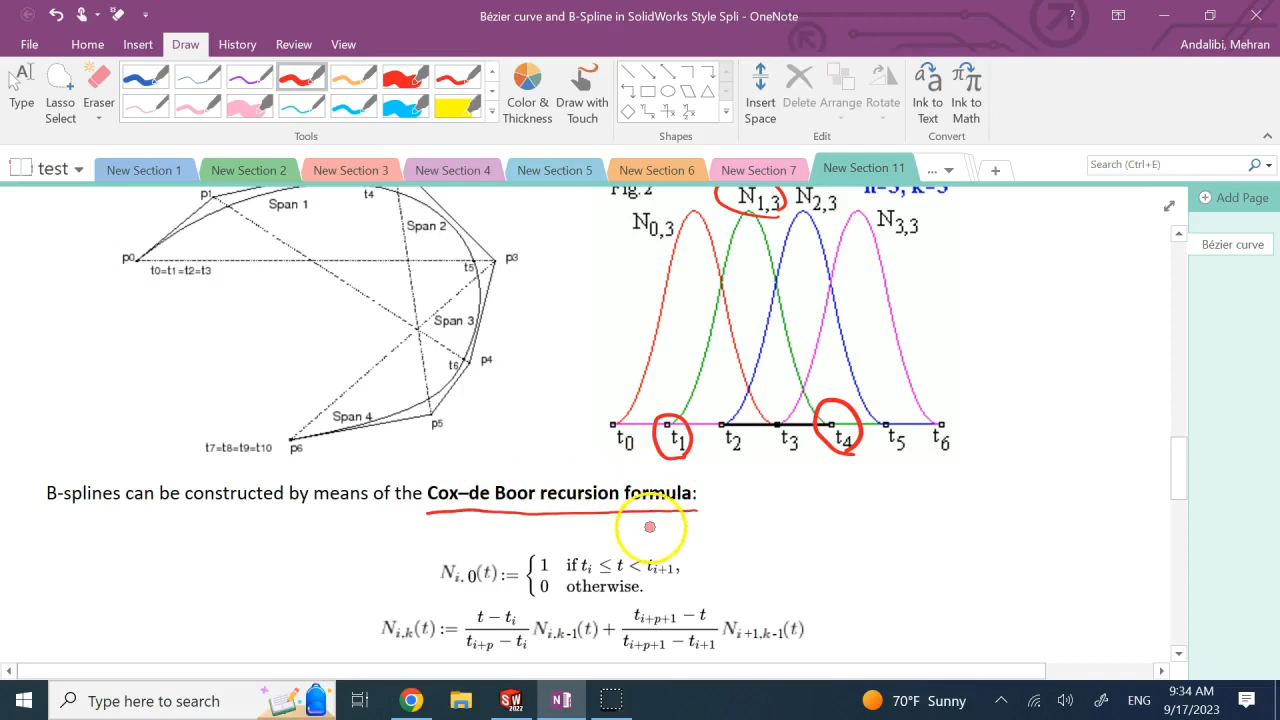 Bézier curve and B-Spline in SolidWorks Style Spli - OneNote
Andalibi, Mehran
File Home Insert Draw History Review View
Type
Lasso Select
Eraser
Color & Thickness
Draw with Touch
Insert Space
Delete
Arrange
Rotate
Ink to Text
Ink to Math
Tools
Shapes
Edit
Convert
test
New Section 1
New Section 2
New Section 3
New Section 4
New Section 5
New Section 6
New Section 7
New Section 11
...
Search (Ctrl+E)
Add Page
Bézier curve
p1
Span 1
t4
Span 2
p0
t0=t1=t2=t3
t5
p3
Span 3
t6
p4
Span 4
p5
t7=t8=t9=t10
p6
N0,3
N1,3
N2,3
N3,3
t0 t1 t2 t3 t4 t5 t6
B-splines can be constructed by means of the Cox–de Boor recursion formula:
N i, 0(t) := { 1 if ti ≤ t < ti+1,
0 otherwise.
Ni,k(t) := (t − ti)/(ti+p − ti) Ni,k-1(t) + (ti+p+1 − t)/(ti+p+1 − ti+1) Ni+1,k-1(t)
Type here to search
SW 2022
70°F Sunny
ENG
9:34 AM
9/17/2023